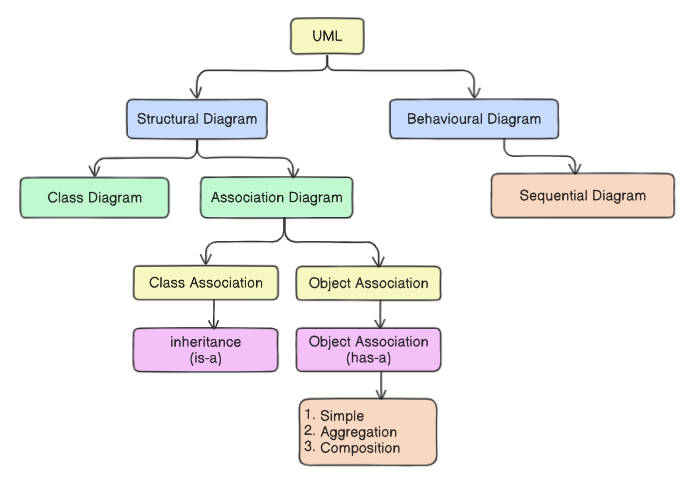 UML
Structural Diagram
Behavioural Diagram
Class Diagram
Association Diagram
Sequential Diagram
Class Association
Object Association
inheritance
(is-a)
Object Association
(has-a)
1. Simple
2. Aggregation
3. Composition